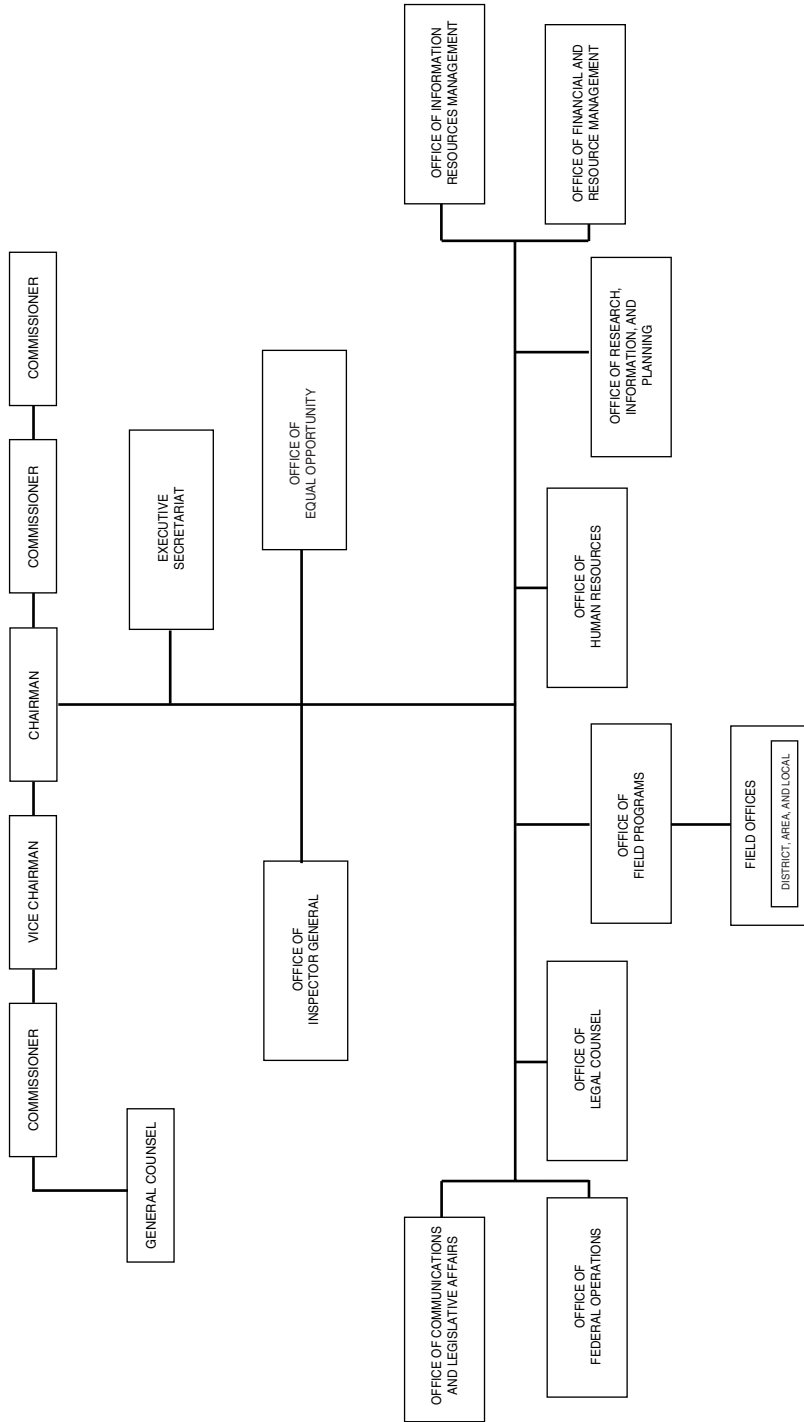 COMMISSIONER
VICE CHAIRMAN
CHAIRMAN
COMMISSIONER
COMMISSIONER
GENERAL COUNSEL
EXECUTIVE
SECRETARIAT
OFFICE OF
INSPECTOR GENERAL
OFFICE OF
EQUAL OPPORTUNITY
OFFICE OF COMMUNICATIONS
AND LEGISLATIVE AFFAIRS
OFFICE OF INFORMATION
RESOURCES MANAGEMENT
OFFICE OF
FEDERAL OPERATIONS
OFFICE OF
LEGAL COUNSEL
OFFICE OF
FIELD PROGRAMS
OFFICE OF
HUMAN RESOURCES
OFFICE OF RESEARCH,
INFORMATION, AND
PLANNING
OFFICE OF FINANCIAL AND
RESOURCE MANAGEMENT
FIELD OFFICES
DISTRICT, AREA, AND LOCAL